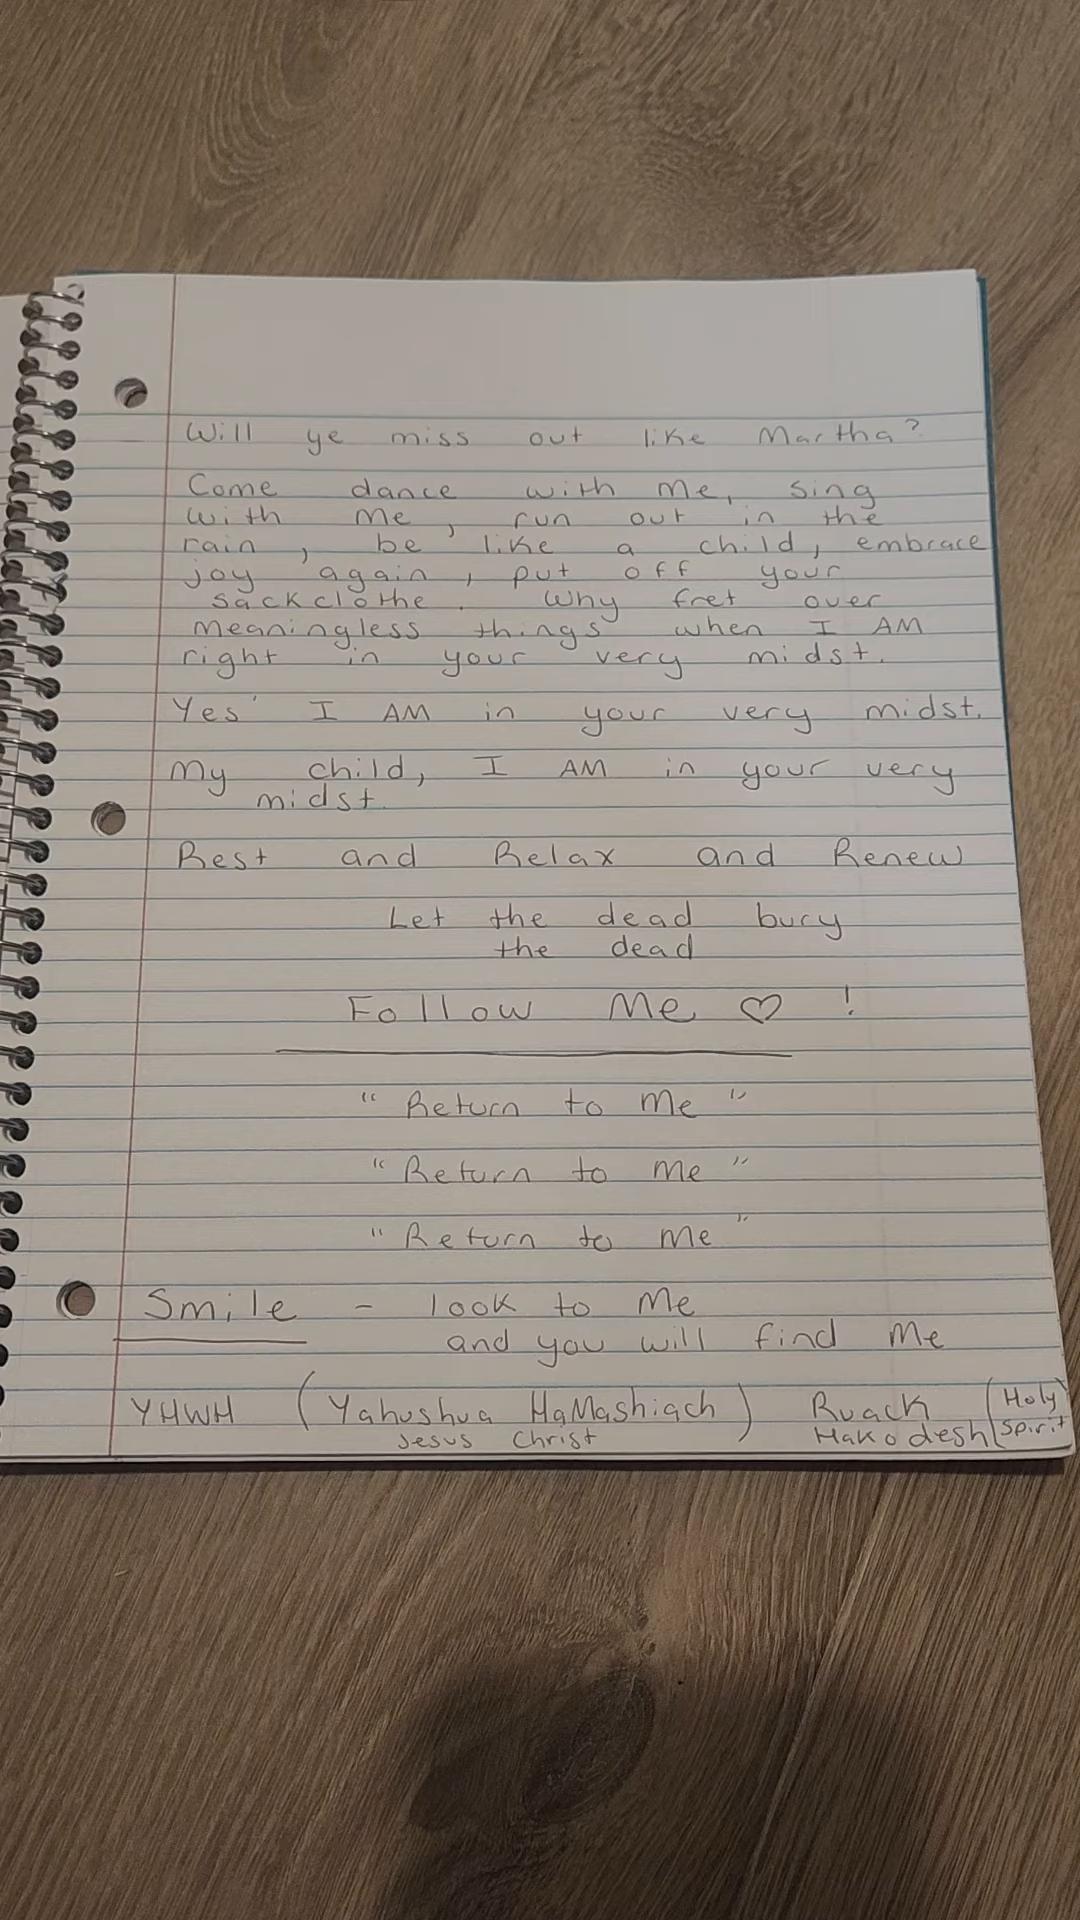 Will ye miss out like Martha?
Come dance with Me, sing
with Me, run out in the
rain, be like a child, embrace
joy again, put off your
sackclothe. Why fret over
meaningless things when I AM
right in your very midst.
Yes I AM in your very midst.
My child, I AM in your very
midst.
Rest and Relax and Renew
Let the dead bury
the dead
Follow Me ♡ !
"Return to Me"
"Return to Me"
"Return to Me"
Smile - look to Me
and you will find Me
YHWH (Yahushua HaMashiach) Ruack (Holy
Jesus Christ Hakodesh Spirit